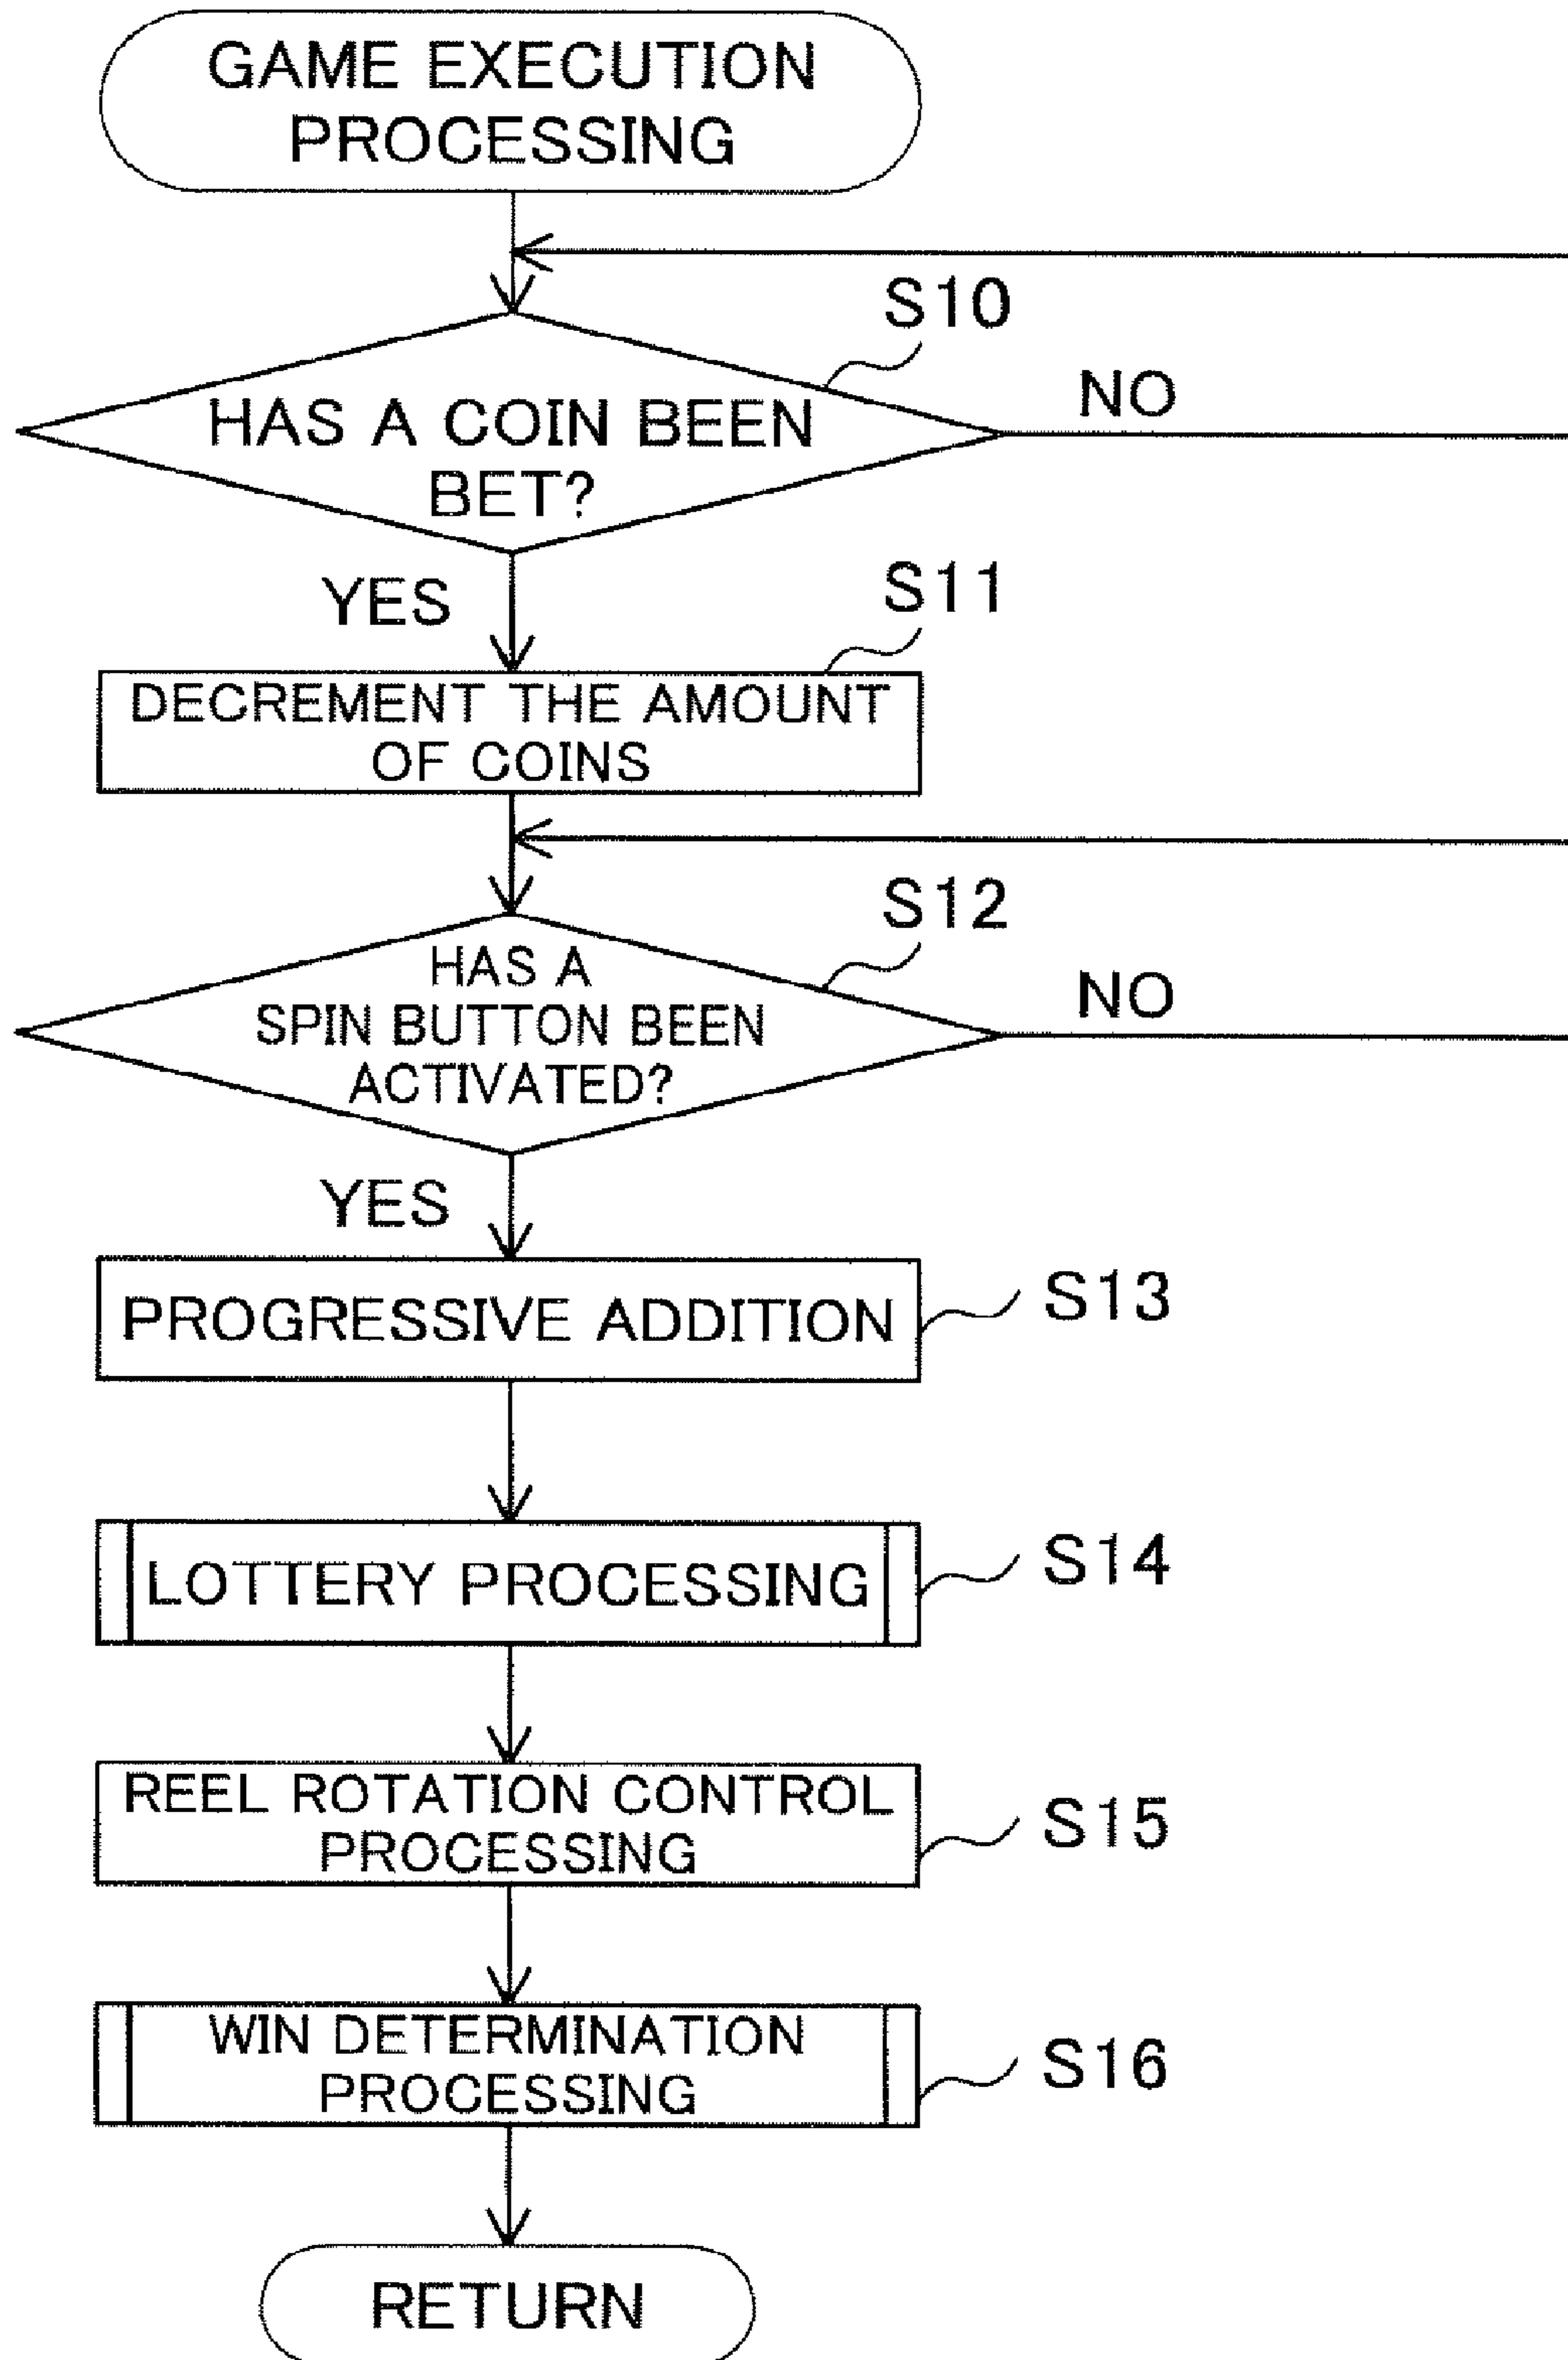 GAME EXECUTION
PROCESSING
S10
HAS A COIN BEEN
BET?
NO
YES
S11
DECREMENT THE AMOUNT
OF COINS
S12
HAS A
SPIN BUTTON BEEN
ACTIVATED?
NO
YES
PROGRESSIVE ADDITION
S13
LOTTERY PROCESSING
S14
REEL ROTATION CONTROL
PROCESSING
S15
WIN DETERMINATION
PROCESSING
S16
RETURN